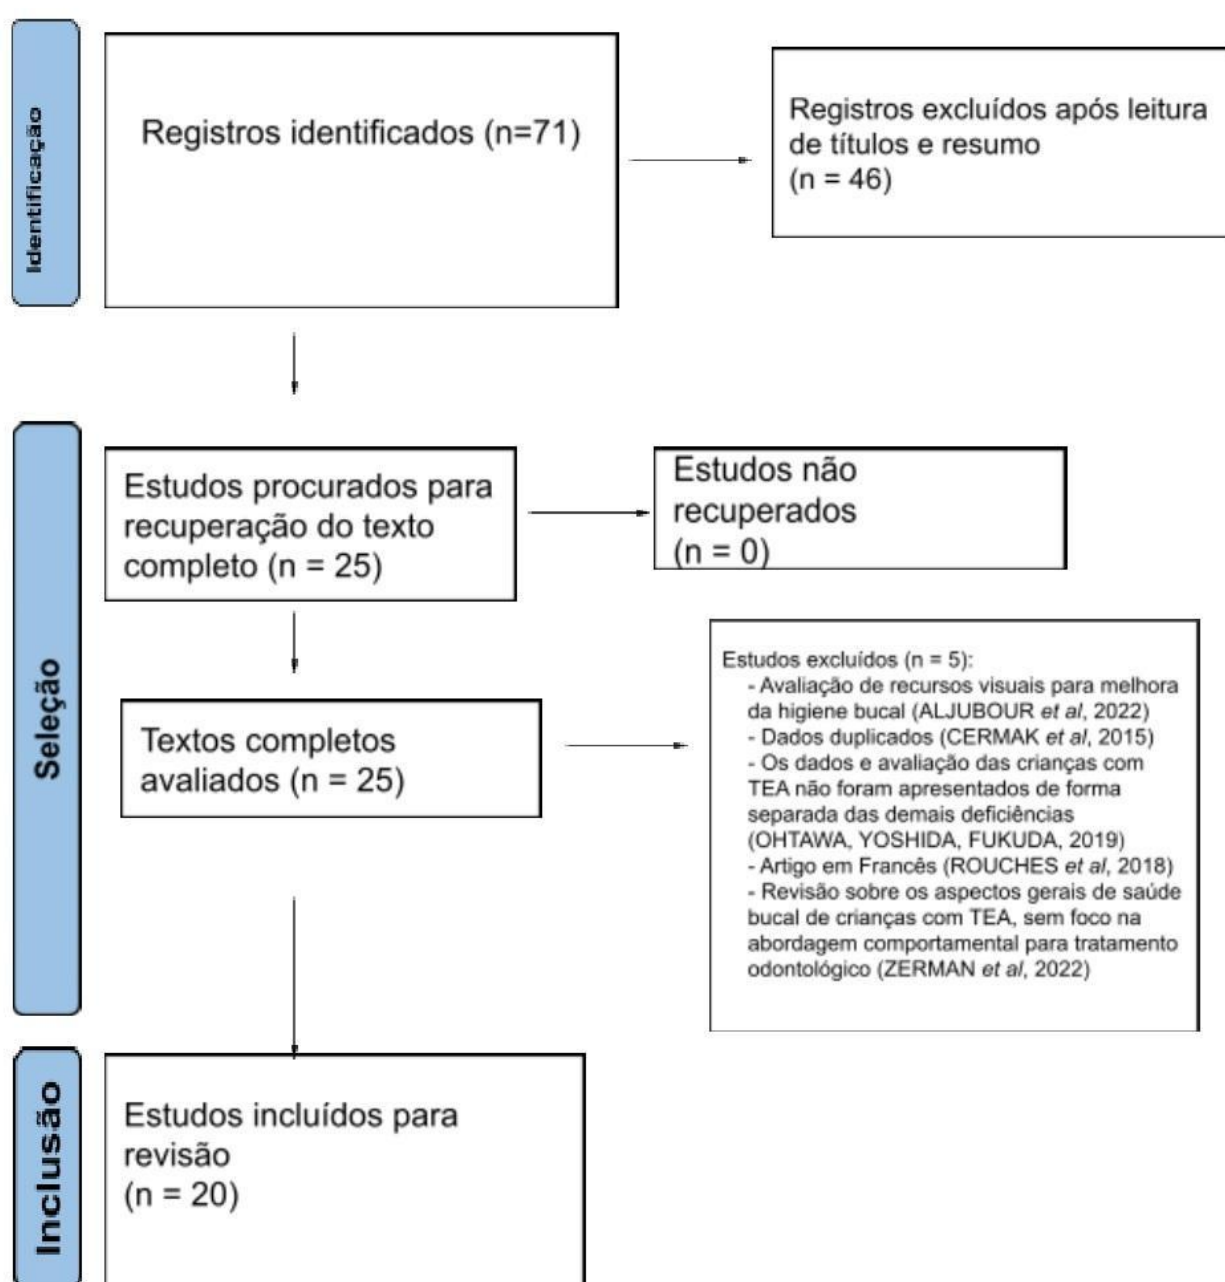 Identificação
Registros identificados (n=71)
Registros excluídos após leitura
de títulos e resumo
(n = 46)
Seleção
Estudos procurados para
recuperação do texto
completo (n = 25)
Estudos não
recuperados
(n = 0)
Textos completos
avaliados (n = 25)
Estudos excluídos (n = 5):
- Avaliação de recursos visuais para melhora
da higiene bucal (ALJUBOUR et al, 2022)
- Dados duplicados (CERMAK et al, 2015)
- Os dados e avaliação das crianças com
TEA não foram apresentados de forma
separada das demais deficiências
(OHTAWA, YOSHIDA, FUKUDA, 2019)
- Artigo em Francês (ROUCHES et al, 2018)
- Revisão sobre os aspectos gerais de saúde
bucal de crianças com TEA, sem foco na
abordagem comportamental para tratamento
odontológico (ZERMAN et al, 2022)
Inclusão
Estudos incluídos para
revisão
(n = 20)